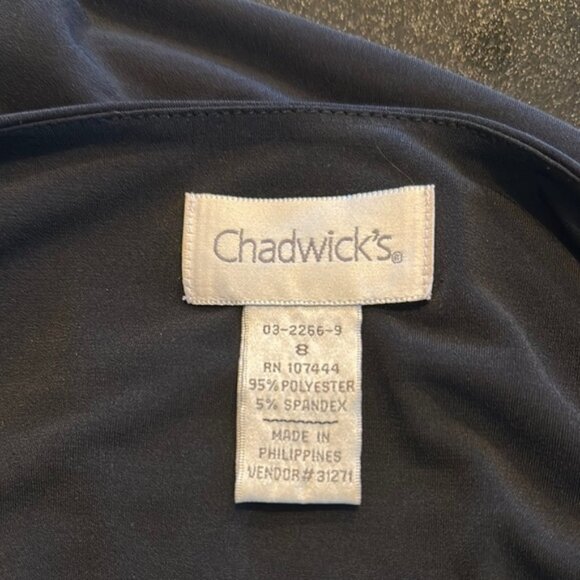 Chadwick's®
03-2266-9
8
RN 107444
95% POLYESTER
5% SPANDEX
MADE IN
PHILIPPINES
VENDOR#31271